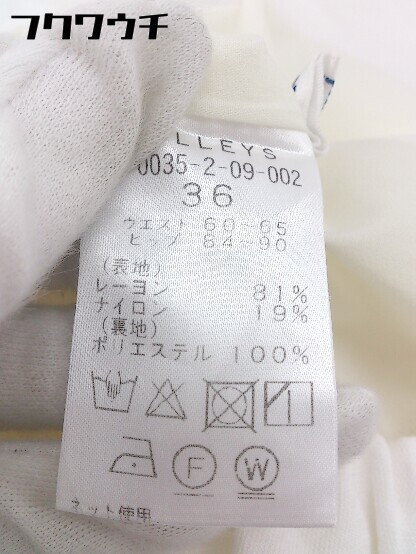 フクワウチ
LLEYS
0035-2-09-002
36
ウエスト 60-65
ヒップ 84-90
(表地)
レーヨン 81%
ナイロン 19%
(裏地)
ポリエステル 100%
F W
ネット使用